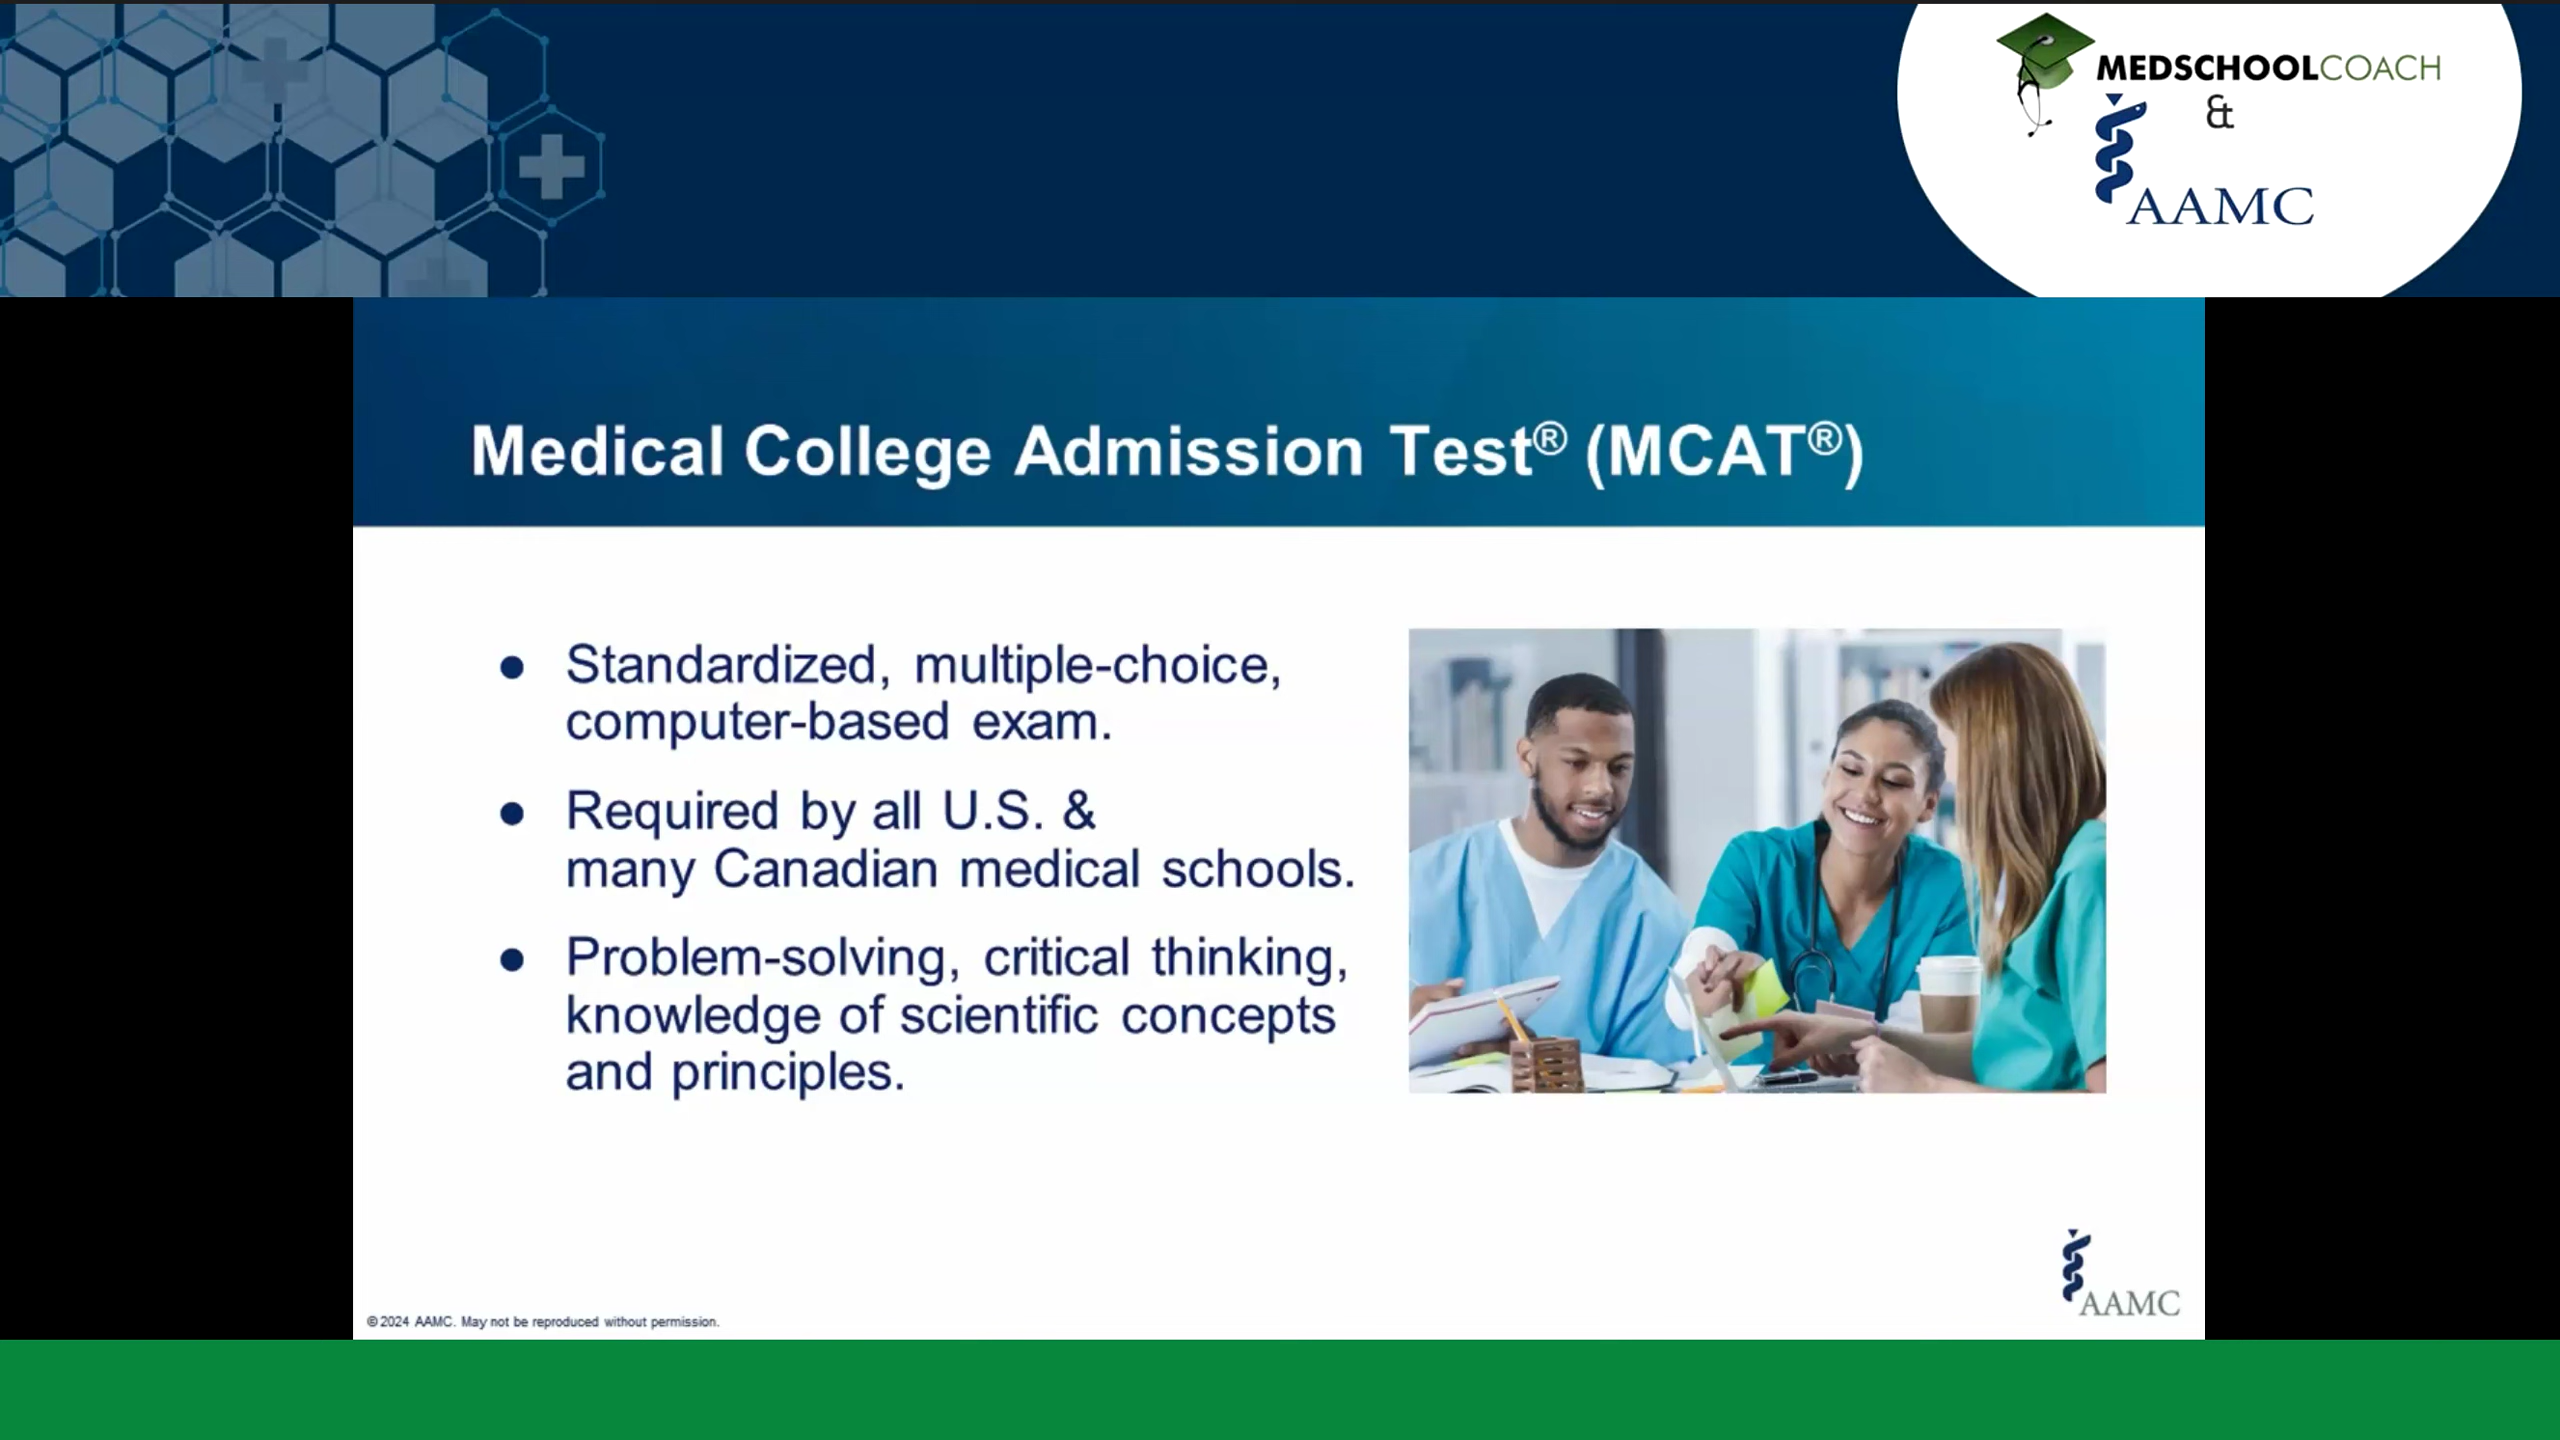 MEDSCHOOLCOACH
&
AAMC
Medical College Admission Test® (MCAT®)
● Standardized, multiple-choice,
computer-based exam.
● Required by all U.S. &
many Canadian medical schools.
● Problem-solving, critical thinking,
knowledge of scientific concepts
and principles.
AAMC
©2024 AAMC. May not be reproduced without permission.